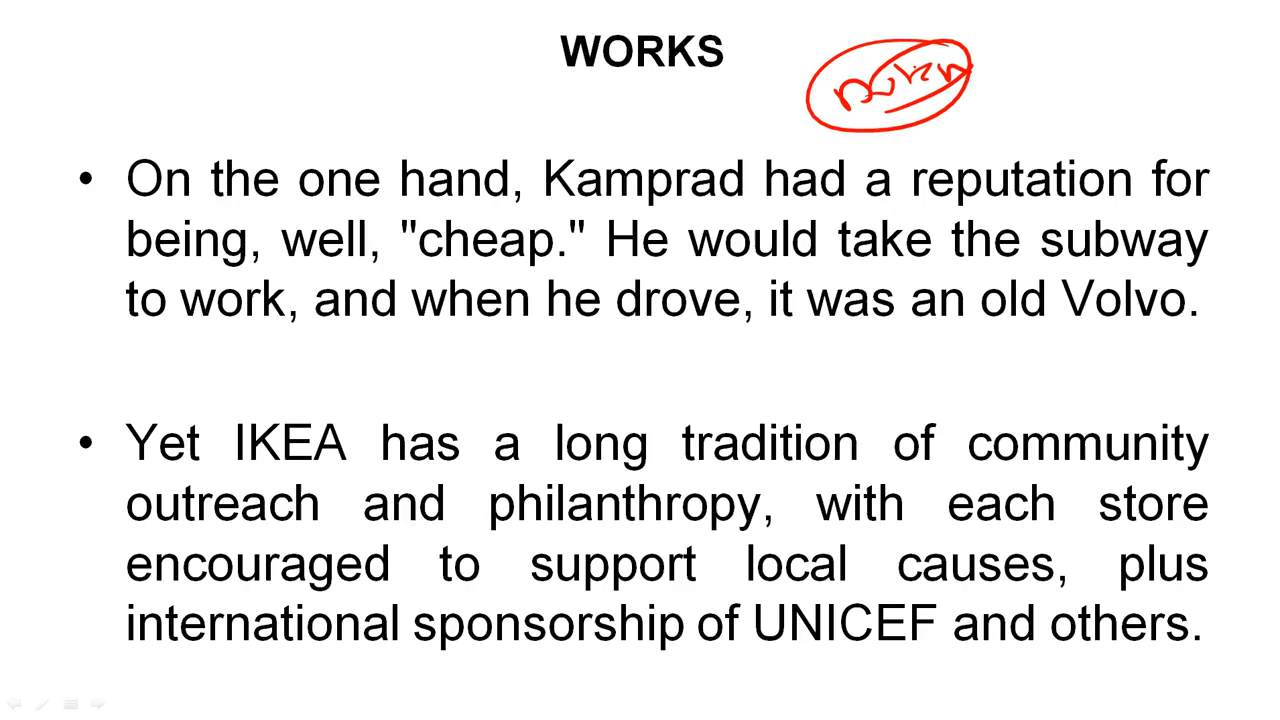 WORKS
• On the one hand, Kamprad had a reputation for
being, well, "cheap." He would take the subway
to work, and when he drove, it was an old Volvo.
• Yet IKEA has a long tradition of community
outreach and philanthropy, with each store
encouraged to support local causes, plus
international sponsorship of UNICEF and others.